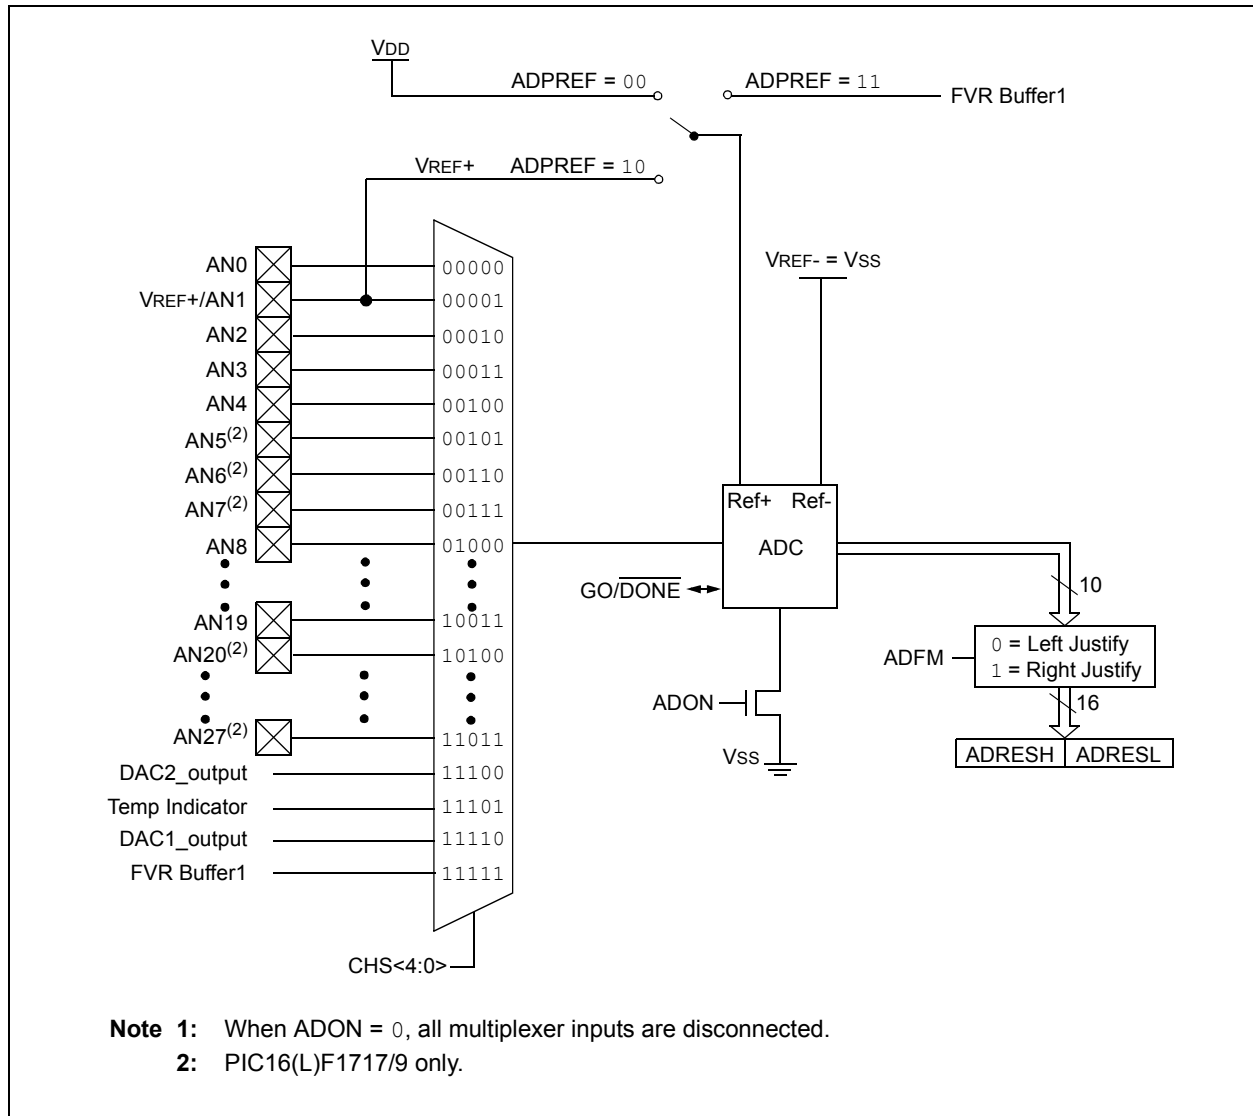 VDD
ADPREF = 00
ADPREF = 11
FVR Buffer1
VREF+ ADPREF = 10
AN0 00000
VREF+/AN1 00001
VREF- = VSS
AN2 00010
AN3 00011
AN4 00100
AN5(2) 00101
AN6(2) 00110
AN7(2) 00111
AN8 01000
Ref+ Ref-
ADC
GO/DONE
10
AN19 10011
AN20(2) 10100
0 = Left Justify
1 = Right Justify
ADFM
16
ADON
AN27(2) 11011
VSS
ADRESH ADRESL
DAC2_output 11100
Temp Indicator 11101
DAC1_output 11110
FVR Buffer1 11111
CHS<4:0>
Note 1: When ADON = 0, all multiplexer inputs are disconnected.
2: PIC16(L)F1717/9 only.